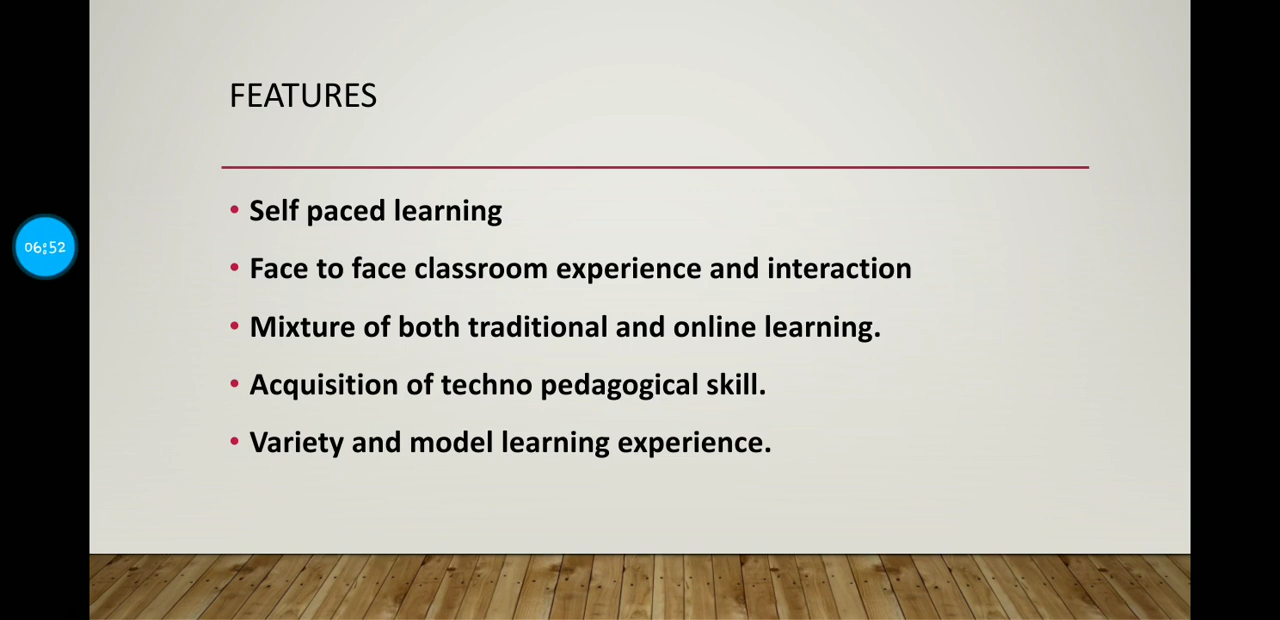 FEATURES
• Self paced learning
• Face to face classroom experience and interaction
• Mixture of both traditional and online learning.
• Acquisition of techno pedagogical skill.
• Variety and model learning experience.
06:52